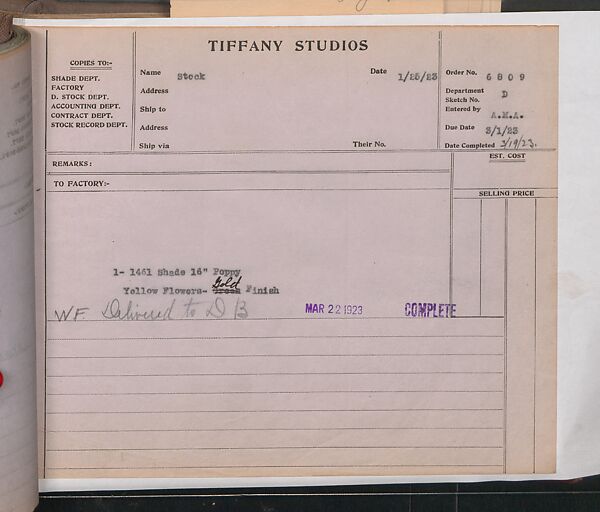 TIFFANY STUDIOS
COPIES TO:-
SHADE DEPT.
FACTORY
D. STOCK DEPT.
ACCOUNTING DEPT.
CONTRACT DEPT.
STOCK RECORD DEPT.
Name Stock Date 1/25/23
Address
Ship to
Address
Ship via Their No.
Order No. 6809
Department D
Sketch No.
Entered by A.M.A.
Due Date 3/1/23
Date Completed 3/19/23.
REMARKS:
EST. COST
TO FACTORY:-
SELLING PRICE
1- 1461 Shade 16" Poppy
Yellow Flowers- Gold Finish
W.F. Delivered to D B MAR 22 1923 COMPLETE